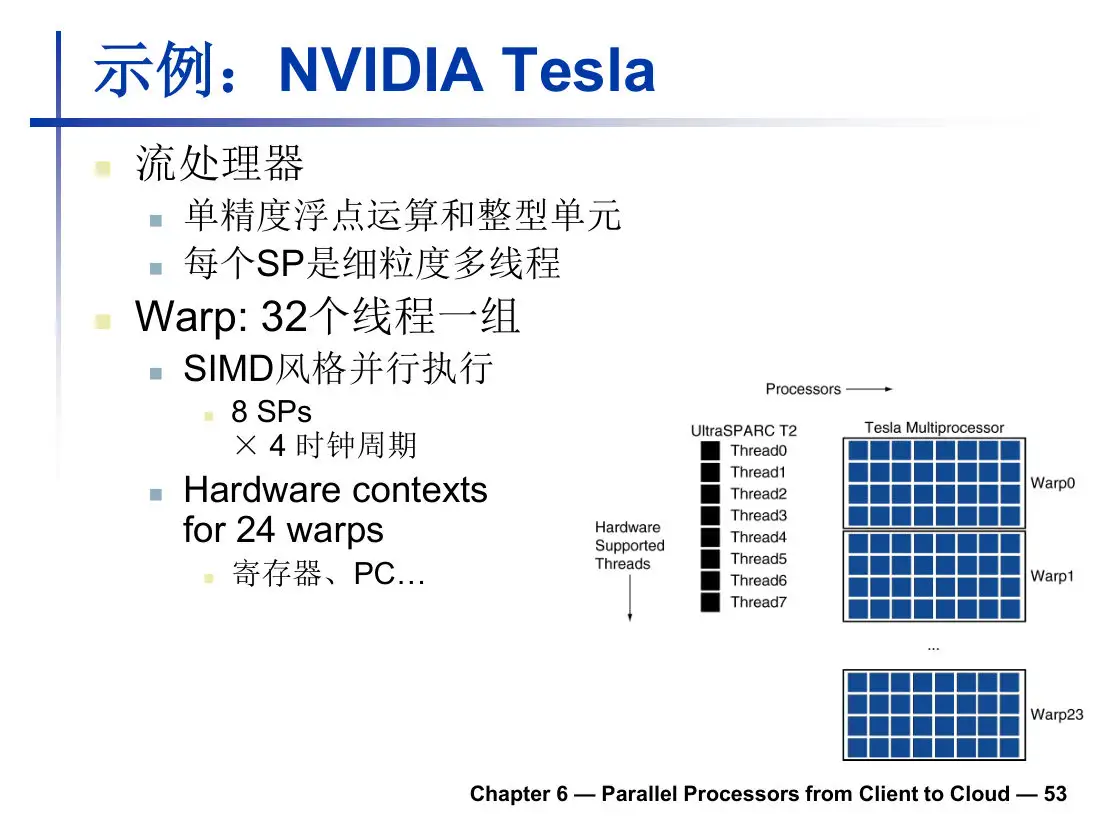 示例：NVIDIA Tesla
流处理器
单精度浮点运算和整型单元
每个SP是细粒度多线程
Warp: 32个线程一组
SIMD风格并行执行
8 SPs
× 4 时钟周期
Hardware contexts
for 24 warps
寄存器、PC…
Processors
UltraSPARC T2
Thread0
Thread1
Thread2
Thread3
Thread4
Thread5
Thread6
Thread7
Hardware
Supported
Threads
Tesla Multiprocessor
Warp0
Warp1
...
Warp23
Chapter 6 — Parallel Processors from Client to Cloud — 53